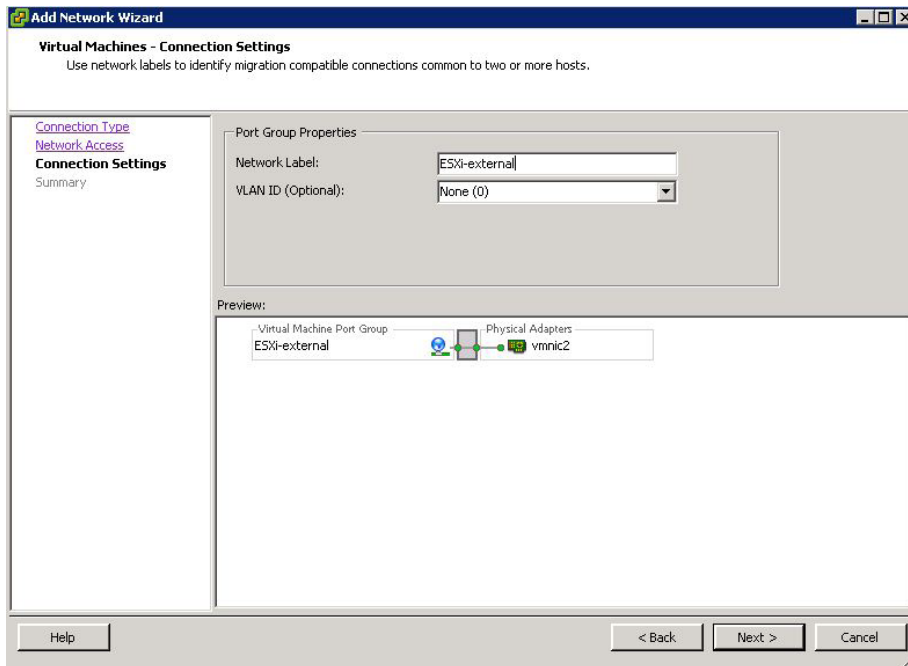 Add Network Wizard
Virtual Machines - Connection Settings
Use network labels to identify migration compatible connections common to two or more hosts.
Connection Type
Network Access
Connection Settings
Summary
Port Group Properties
Network Label:
ESXi-external
VLAN ID (Optional):
None (0)
Preview:
Virtual Machine Port Group
ESXi-external
Physical Adapters
vmnic2
Help
< Back
Next >
Cancel